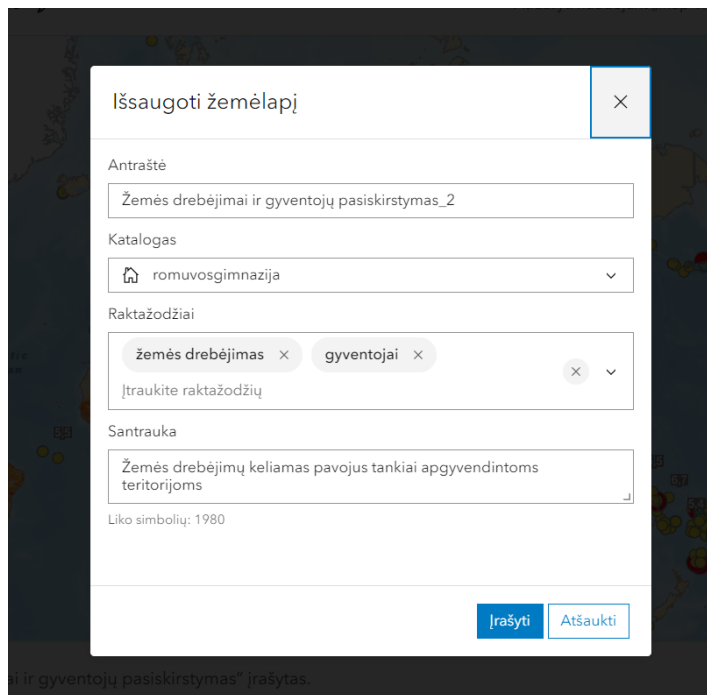 Išsaugoti žemėlapį
Antraštė
Žemės drebėjimai ir gyventojų pasiskirstymas_2
Katalogas
romuvosgimnazija
Raktažodžiai
žemės drebėjimas
gyventojai
Įtraukite raktažodžių
Santrauka
Žemės drebėjimų keliamas pavojus tankiai apgyvendintoms
teritorijoms
Liko simbolių: 1980
Įrašyti
Atšaukti
ai ir gyventojų pasiskirstymas“ įrašytas.